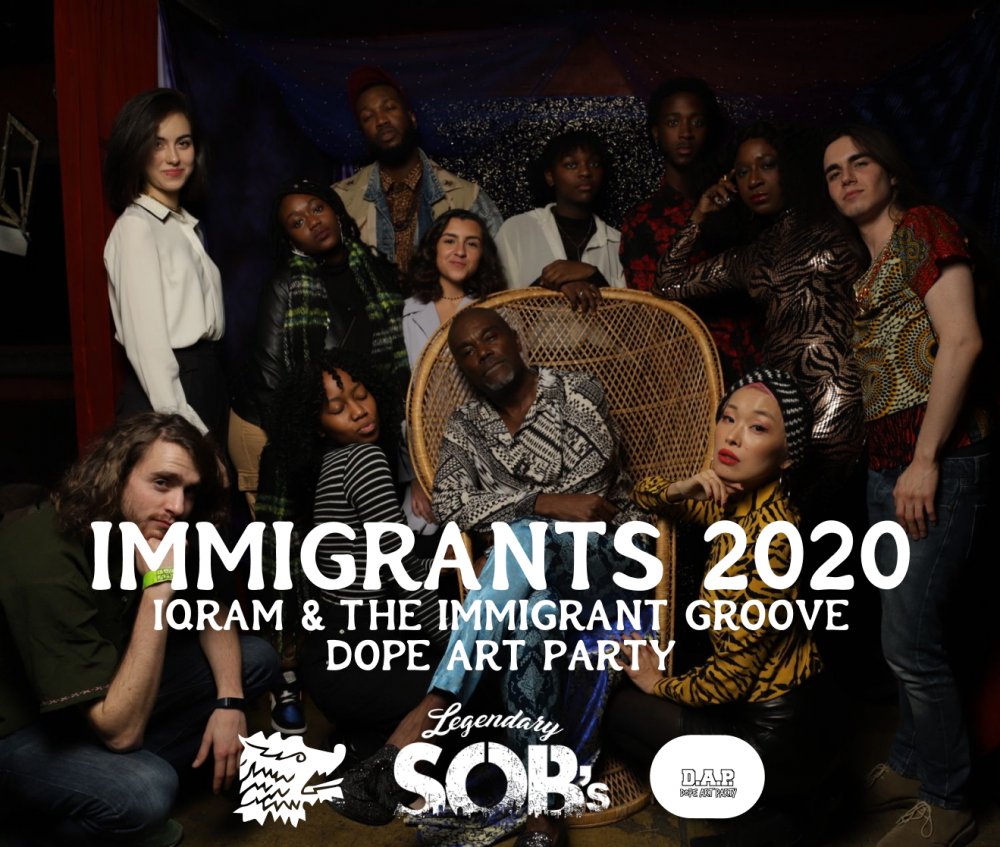 IMMIGRANTS 2020
IQRAM & THE IMMIGRANT GROOVE
DOPE ART PARTY
Legendary
SOB's
D.A.P.
DOPE ART PARTY